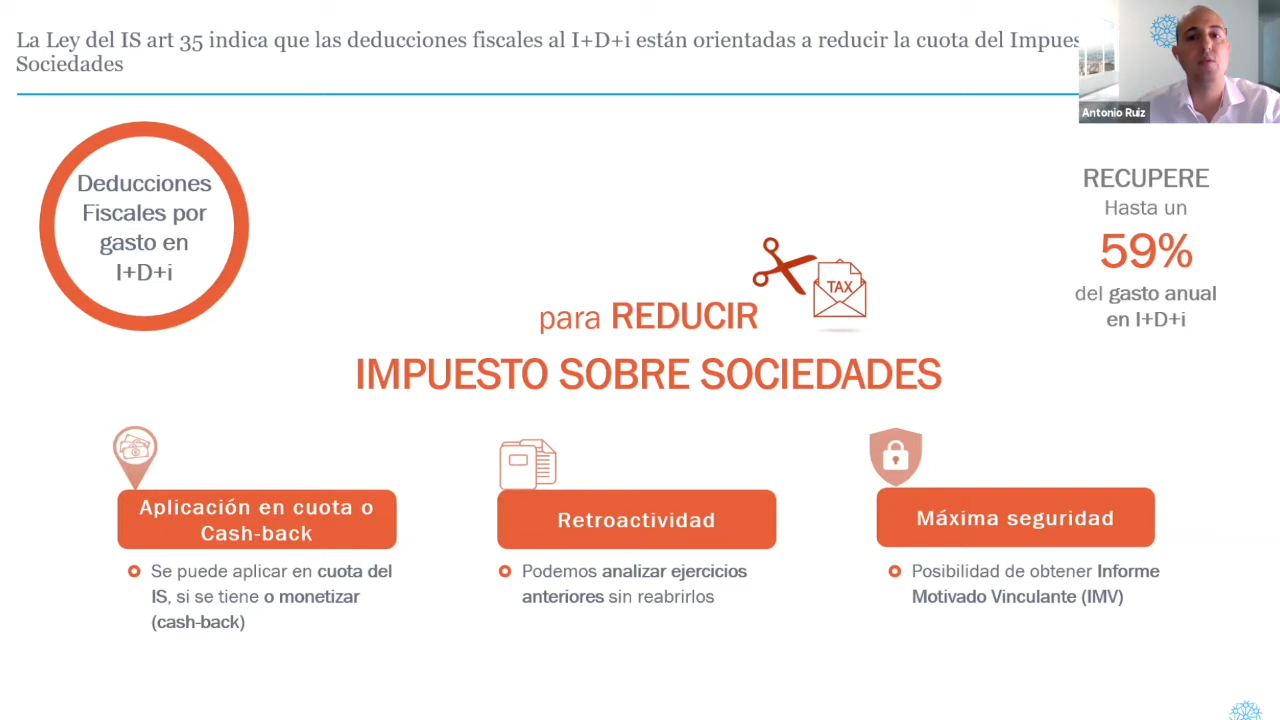 La Ley del IS art 35 indica que las deducciones fiscales al I+D+i están orientadas a reducir la cuota del
Sociedades
Antonio Ruiz
Deducciones
Fiscales por
gasto en
I+D+i
RECUPERE
Hasta un
59%
del gasto anual
en I+D+i
TAX
para REDUCIR
IMPUESTO SOBRE SOCIEDADES
Aplicación en cuota o
Cash-back
Se puede aplicar en cuota del
IS, si se tiene o monetizar
(cash-back)
Retroactividad
Podemos analizar ejercicios
anteriores sin reabrirlos
Máxima seguridad
Posibilidad de obtener Informe
Motivado Vinculante (IMV)